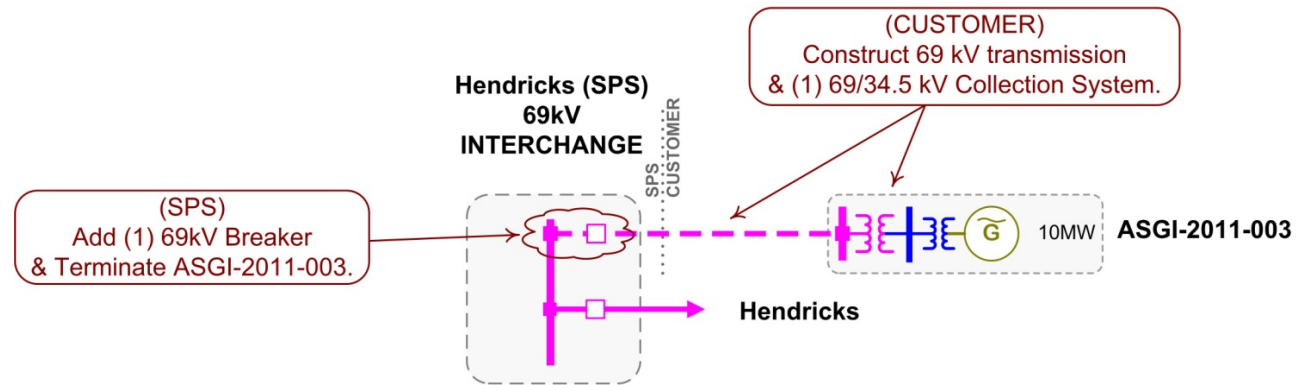 (CUSTOMER)
Construct 69 kV transmission
& (1) 69/34.5 kV Collection System.
Hendricks (SPS)
69kV
INTERCHANGE
SPS
CUSTOMER
(SPS)
Add (1) 69kV Breaker
& Terminate ASGI-2011-003.
G
10MW
ASGI-2011-003
Hendricks